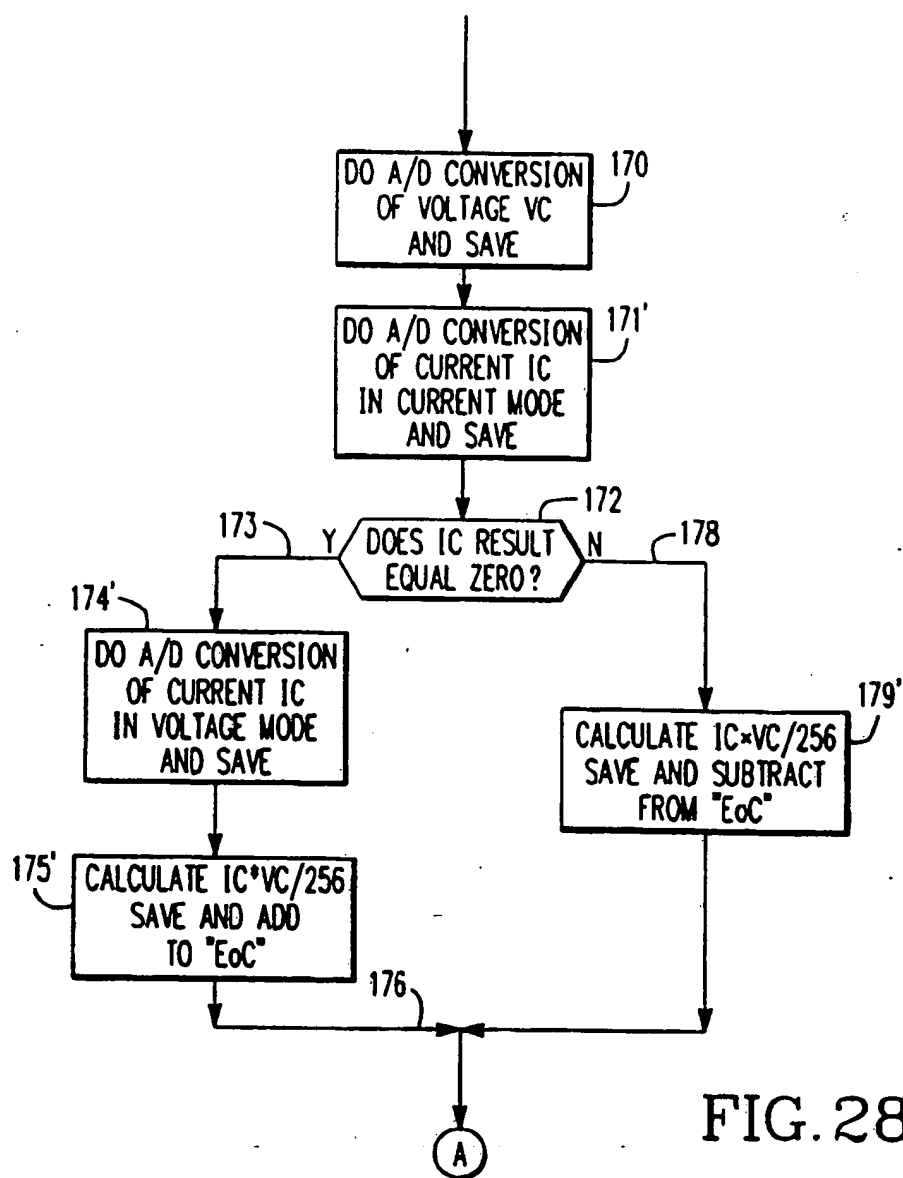 DO A/D CONVERSION
OF VOLTAGE VC
AND SAVE
170
DO A/D CONVERSION
OF CURRENT IC
IN CURRENT MODE
AND SAVE
171'
172
173
Y
DOES IC RESULT
EQUAL ZERO?
N
178
174'
DO A/D CONVERSION
OF CURRENT IC
IN VOLTAGE MODE
AND SAVE
CALCULATE IC×VC/256
SAVE AND SUBTRACT
FROM "EoC"
179'
175'
CALCULATE IC*VC/256
SAVE AND ADD
TO "EoC"
176
A
FIG. 28